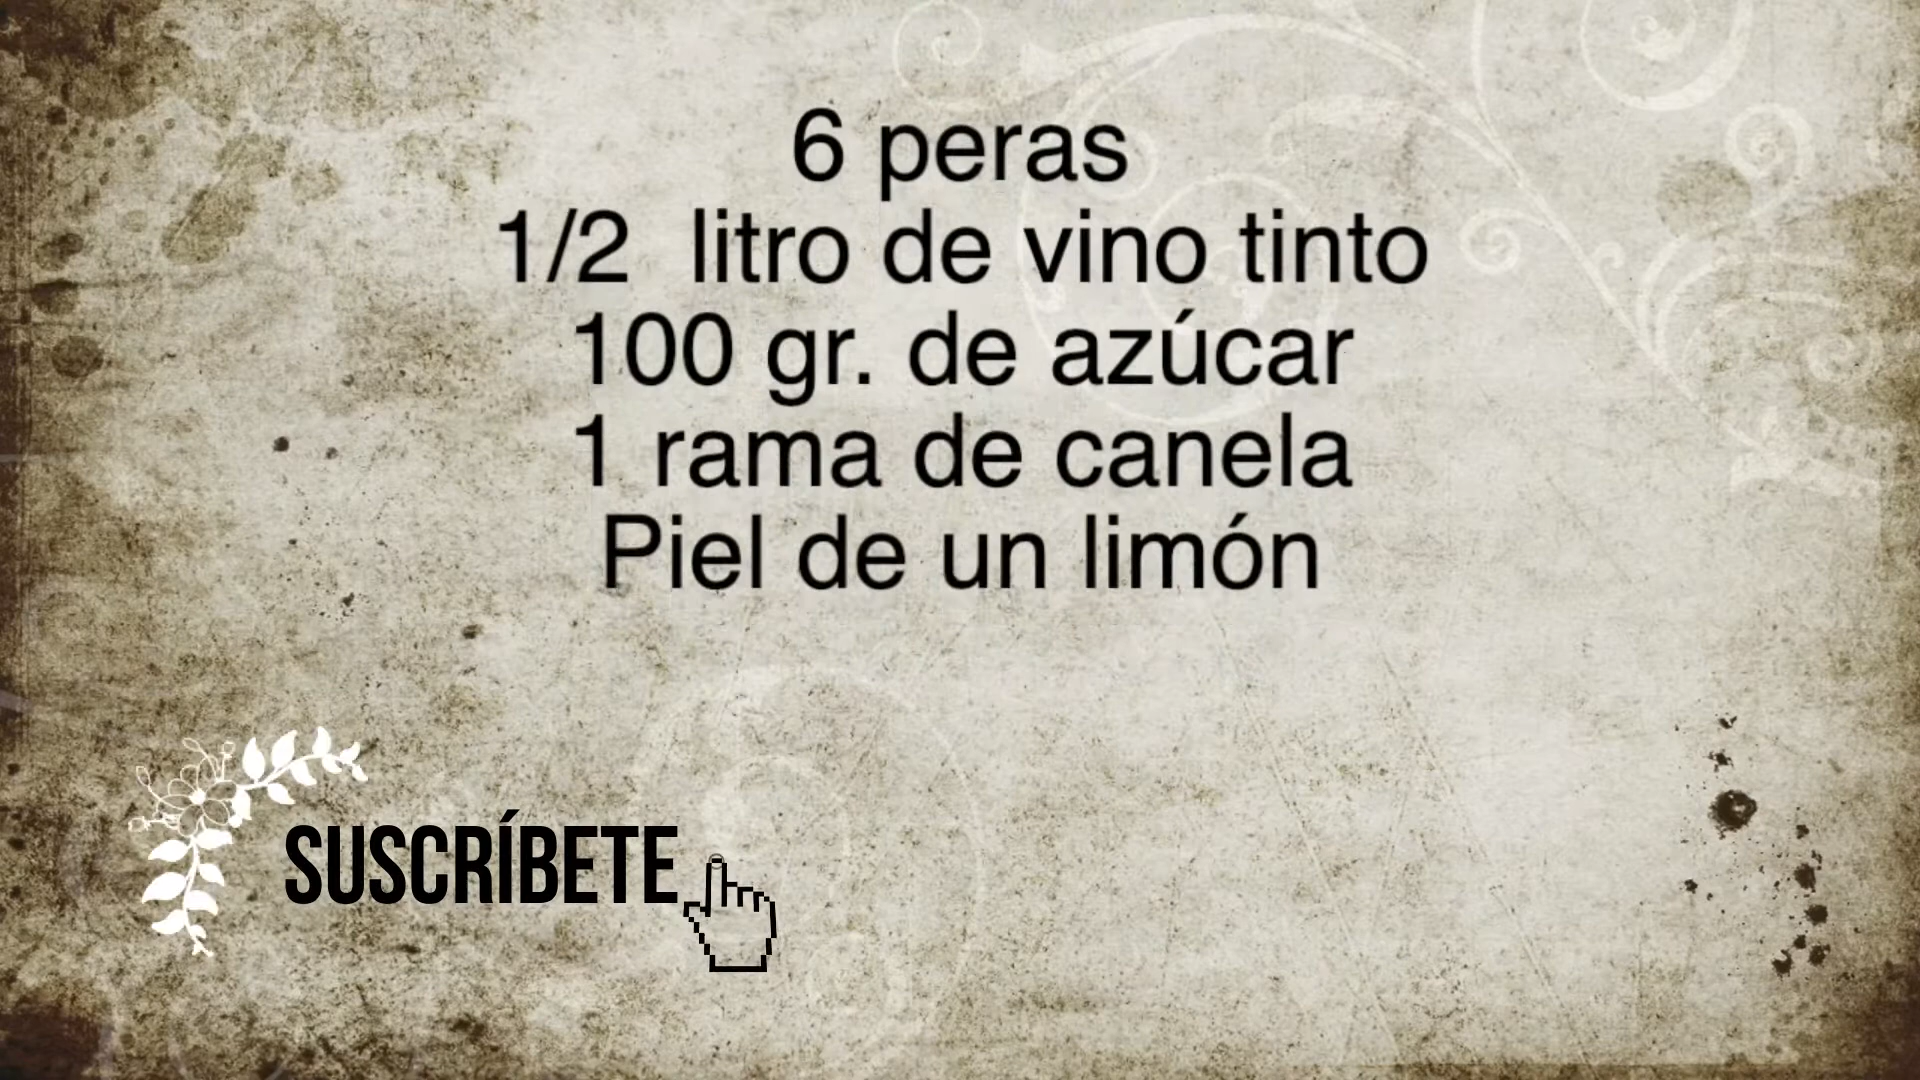 6 peras
1/2  litro de vino tinto
100 gr. de azúcar
1 rama de canela
Piel de un limón
SUSCRÍBETE